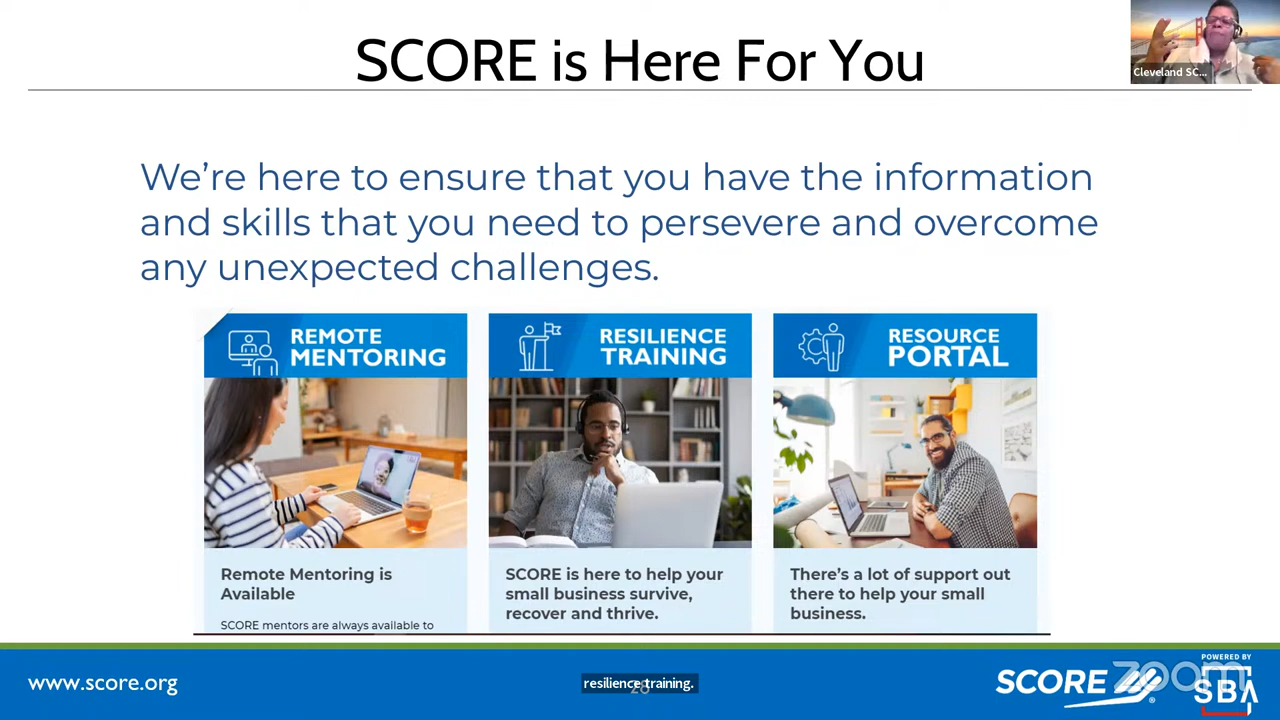 SCORE is Here For You
Cleveland SC...
We're here to ensure that you have the information
and skills that you need to persevere and overcome
any unexpected challenges.
REMOTE
MENTORING
RESILIENCE
TRAINING
RESOURCE
PORTAL
Remote Mentoring is
Available
SCORE mentors are always available to
SCORE is here to help your
small business survive,
recover and thrive.
There's a lot of support out
there to help your small
business.
www.score.org
resilience training.
SCORE
zoom
POWERED BY
SBA